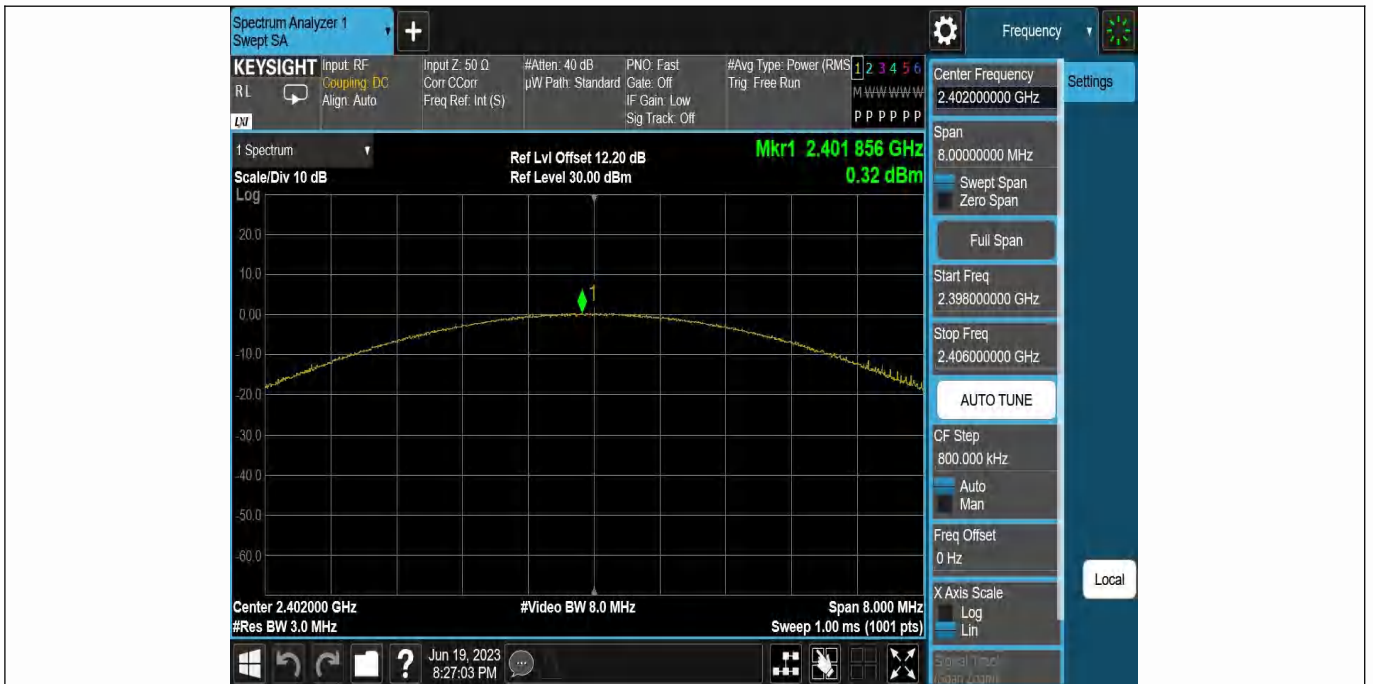 Spectrum Analyzer 1
Swept SA
+
Frequency
KEYSIGHT
RL
LXI
Input: RF
Coupling: DC
Align: Auto
Input Z: 50 Ω
Corr CCorr
Freq Ref: Int (S)
#Atten: 40 dB
µW Path: Standard
PNO: Fast
Gate: Off
IF Gain: Low
Sig Track: Off
#Avg Type: Power (RMS
Trig: Free Run
1 2 3 4 5 6
M W W W W W
P P P P P P
1 Spectrum
Scale/Div 10 dB
Log
Ref Lvl Offset 12.20 dB
Ref Level 30.00 dBm
Mkr1 2.401 856 GHz
0.32 dBm
20.0
10.0
0.00
-10.0
-20.0
-30.0
-40.0
-50.0
-60.0
1
Center 2.402000 GHz
#Res BW 3.0 MHz
#Video BW 8.0 MHz
Span 8.000 MHz
Sweep 1.00 ms (1001 pts)
Center Frequency
2.402000000 GHz
Settings
Span
8.00000000 MHz
Swept Span
Zero Span
Full Span
Start Freq
2.398000000 GHz
Stop Freq
2.406000000 GHz
AUTO TUNE
CF Step
800.000 kHz
Auto
Man
Freq Offset
0 Hz
X Axis Scale
Log
Lin
Signal Track
(Span Zoom)
Local
?
Jun 19, 2023
8:27:03 PM